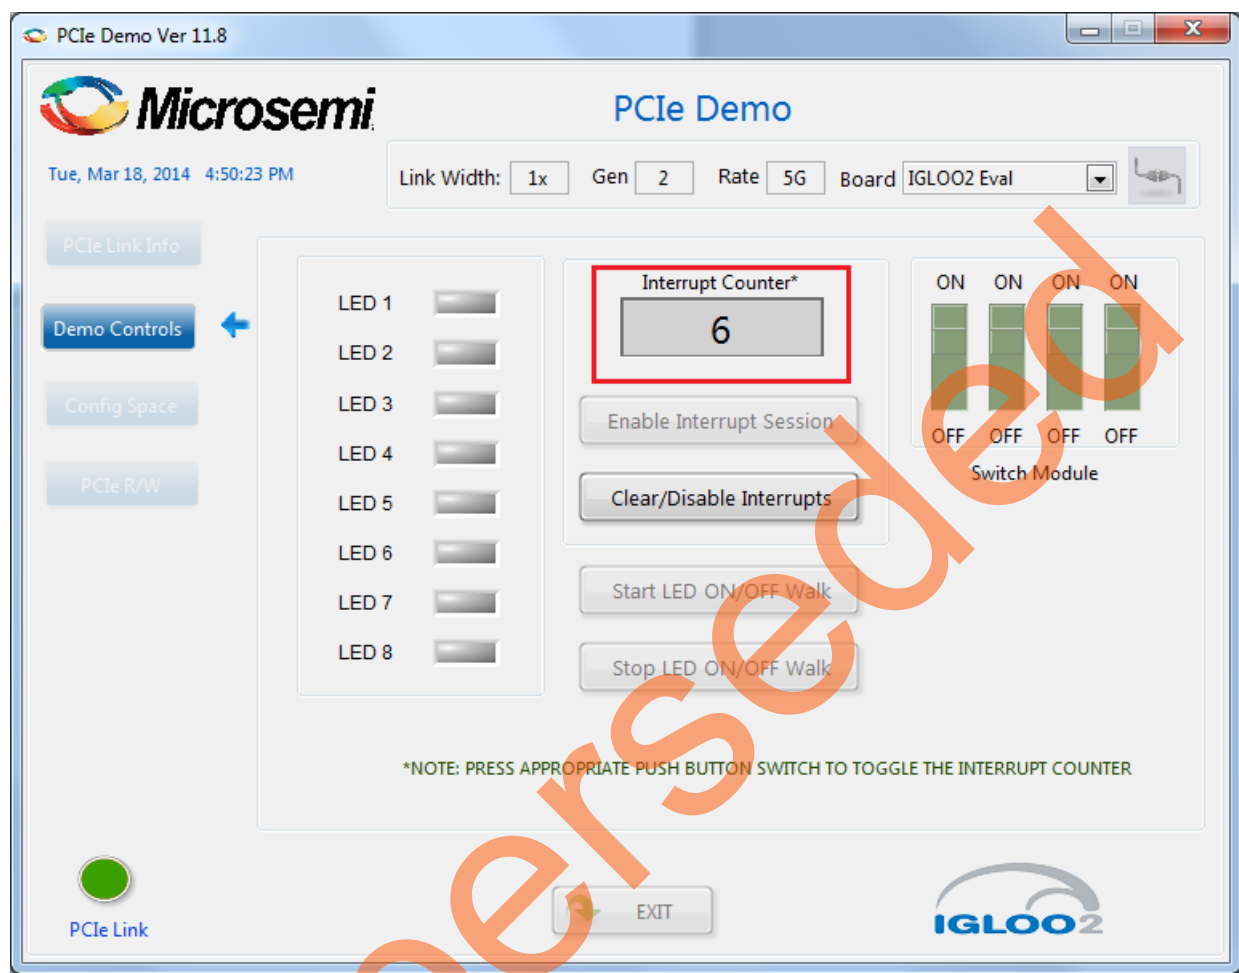 PCIe Demo Ver 11.8
Microsemi
PCIe Demo
Tue, Mar 18, 2014 4:50:23 PM
Link Width: 1x Gen 2 Rate 5G Board IGLOO2 Eval
PCIe Link Info
Demo Controls
Config Space
PCIe R/W
LED 1
LED 2
LED 3
LED 4
LED 5
LED 6
LED 7
LED 8
Interrupt Counter*
6
Enable Interrupt Session
Clear/Disable Interrupts
Start LED ON/OFF Walk
Stop LED ON/OFF Walk
ON ON ON ON
OFF OFF OFF OFF
Switch Module
*NOTE: PRESS APPROPRIATE PUSH BUTTON SWITCH TO TOGGLE THE INTERRUPT COUNTER
PCIe Link
EXIT
IGLOO2
perseded